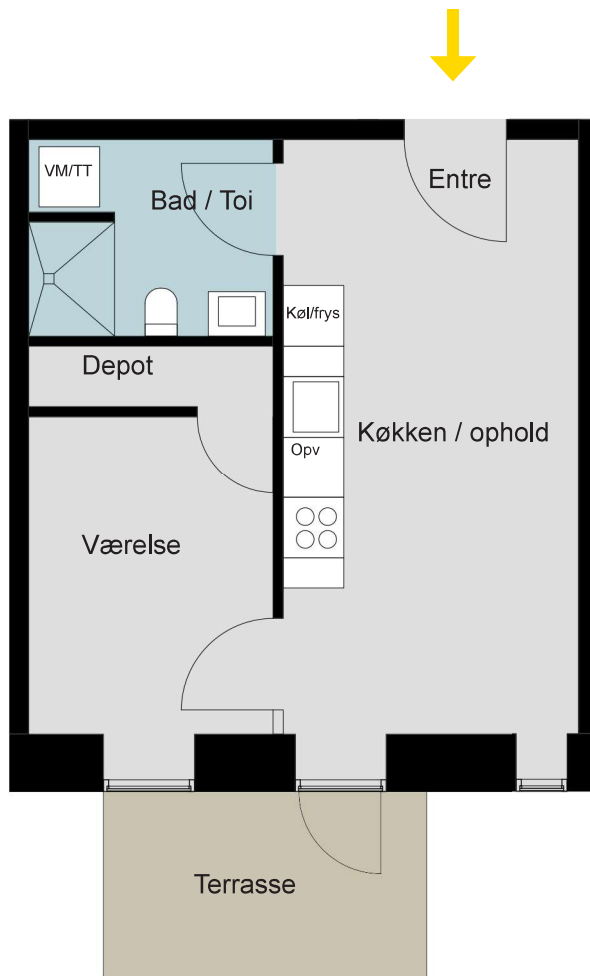 VM/TT
Bad / Toi
Entre
Køl/frys
Depot
Køkken / ophold
Opv
Værelse
Terrasse